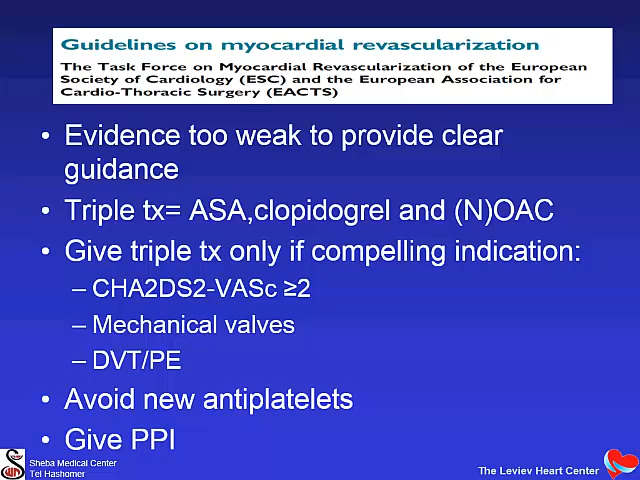 Guidelines on myocardial revascularization
The Task Force on Myocardial Revascularization of the European
Society of Cardiology (ESC) and the European Association for
Cardio-Thoracic Surgery (EACTS)
• Evidence too weak to provide clear
guidance
• Triple tx= ASA,clopidogrel and (N)OAC
• Give triple tx only if compelling indication:
– CHA2DS2-VASc ≥2
– Mechanical valves
– DVT/PE
• Avoid new antiplatelets
• Give PPI
Sheba Medical Center
Tel Hashomer
The Leviev Heart Center